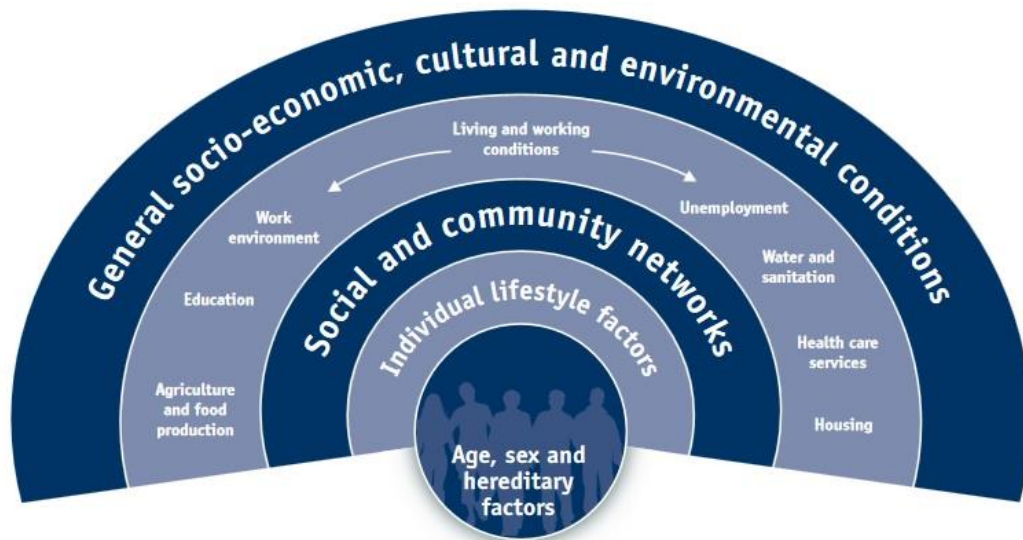 General socio-economic, cultural and environmental conditions
Living and working
conditions
Work
environment
Education
Agriculture
and food
production
Unemployment
Water and
sanitation
Health care
services
Housing
Social and community networks
Individual lifestyle factors
Age, sex and
hereditary
factors